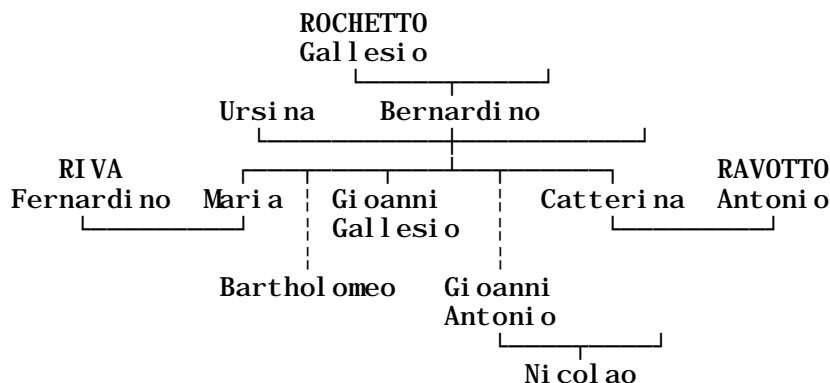 ROCHETTO
Gallesio
Ursina Bernardino
RIVA RAVOTTO
Fernardino Maria Gioanni Catterina Antonio
Gallesio
Bartholomeo Gioanni
Antonio
Nicolao